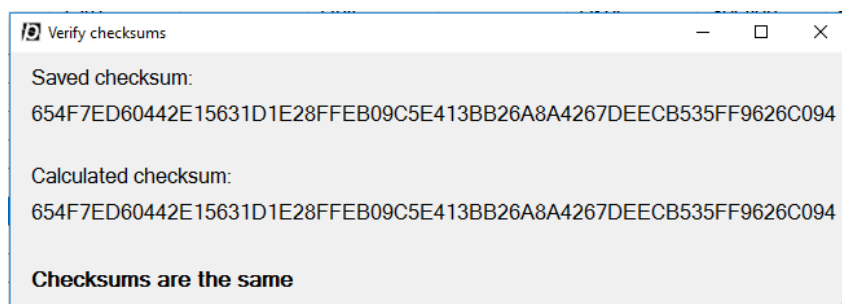 Verify checksums
Saved checksum:
654F7ED60442E15631D1E28FFEB09C5E413BB26A8A4267DEECB535FF9626C094
Calculated checksum:
654F7ED60442E15631D1E28FFEB09C5E413BB26A8A4267DEECB535FF9626C094
Checksums are the same